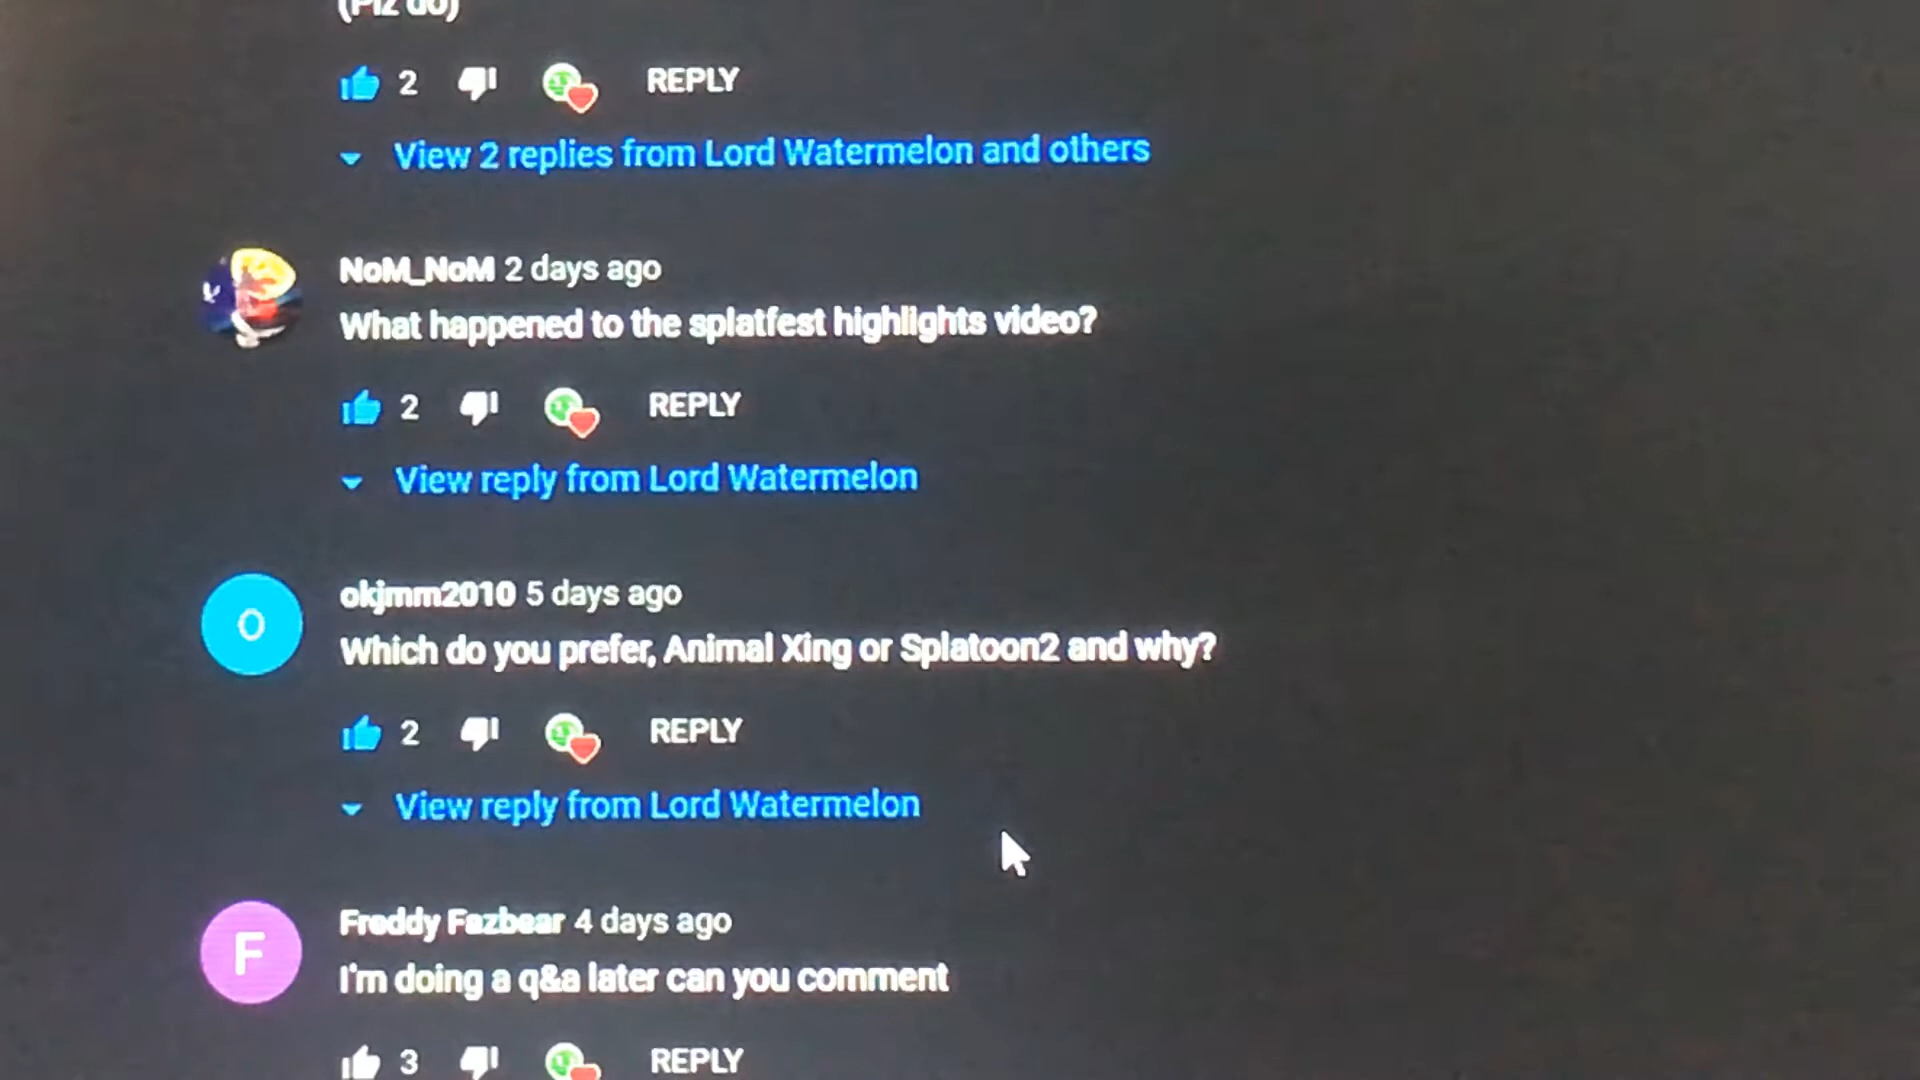 (Plz do)
2 REPLY
View 2 replies from Lord Watermelon and others
NoM_NoM 2 days ago
What happened to the splatfest highlights video?
2 REPLY
View reply from Lord Watermelon
O
okjmm2010 5 days ago
Which do you prefer, Animal Xing or Splatoon2 and why?
2 REPLY
View reply from Lord Watermelon
F
Freddy Fazbear 4 days ago
I'm doing a q&a later can you comment
3 REPLY